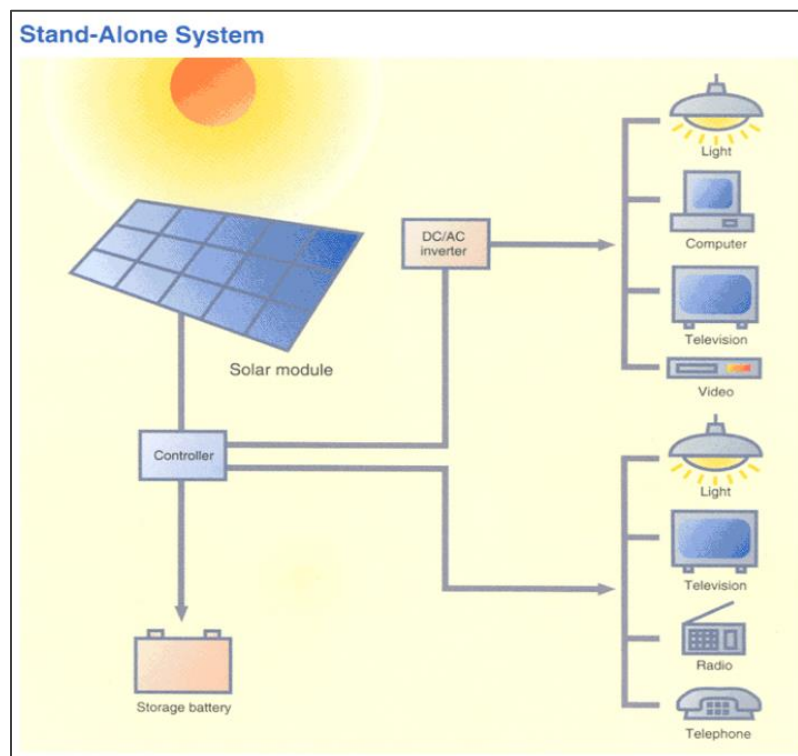 Stand-Alone System
Light
DC/AC
inverter
Computer
Television
Solar module
Video
Controller
Light
Television
Radio
Storage battery
Telephone